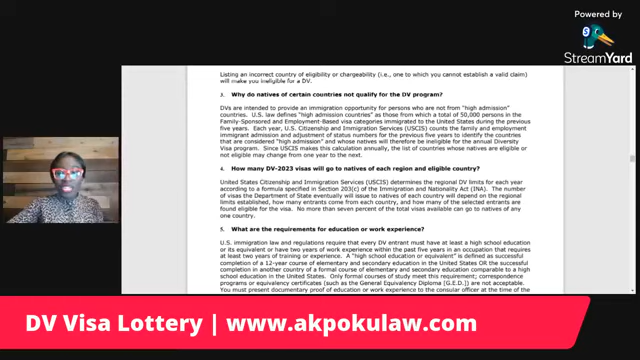 Powered by
StreamYard
Listing an incorrect country of eligibility or chargeability (i.e., one to which you cannot establish a valid claim)
will make you ineligible for a DV.
3. Why do natives of certain countries not qualify for the DV program?
DVs are intended to provide an immigration opportunity for persons who are not from "high admission"
countries. U.S. law defines "high admission countries" as those from which a total of 50,000 persons in the
Family-Sponsored and Employment-Based visa categories immigrated to the United States during the previous
five years. Each year, U.S. Citizenship and Immigration Services (USCIS) counts the family and employment
immigrant admission and adjustment of status numbers for the previous five years to identify the countries
that are considered "high admission" and whose natives will therefore be ineligible for the annual Diversity
Visa program. Since USCIS makes this calculation annually, the list of countries whose natives are eligible or
not eligible may change from one year to the next.
4. How many DV-2023 visas will go to natives of each region and eligible country?
United States Citizenship and Immigration Services (USCIS) determines the regional DV limits for each year
according to a formula specified in Section 203(c) of the Immigration and Nationality Act (INA). The number
of visas the Department of State eventually will issue to natives of each country will depend on the regional
limits established, how many entrants come from each country, and how many of the selected entrants are
found eligible for the visa. No more than seven percent of the total visas available can go to natives of any
one country.
5. What are the requirements for education or work experience?
U.S. immigration law and regulations require that every DV entrant must have at least a high school education
or its equivalent or have two years of work experience within the past five years in an occupation that requires
at least two years of training or experience. A "high school education or equivalent" is defined as successful
completion of a 12-year course of elementary and secondary education in the United States OR the successful
completion in another country of a formal course of elementary and secondary education comparable to a
high school education in the United States. Only formal courses of study meet this requirement; correspondence
programs or equivalency certificates (such as the General Equivalency Diploma [G.E.D.]) are not acceptable.
You must present documentary proof of education or work experience to the consular officer at the time of the
DV Visa Lottery | www.akpokulaw.com